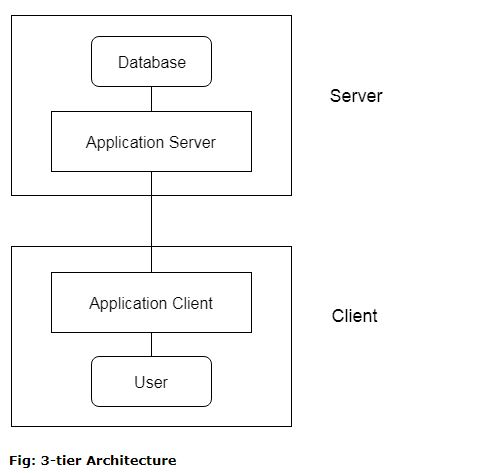 Database
Application Server
Server
Application Client
Client
User
Fig: 3-tier Architecture